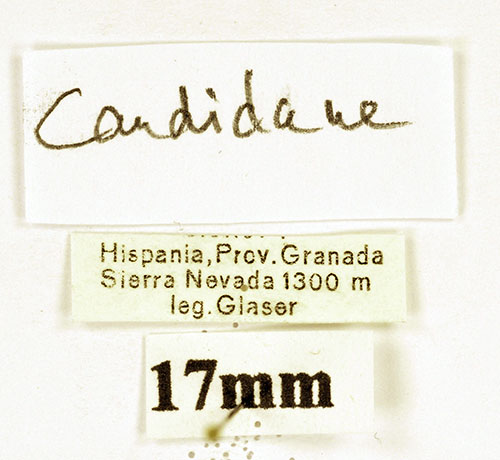 Candidane
Hispania, Prov. Granada
Sierra Nevada 1300 m
leg. Glaser
17mm